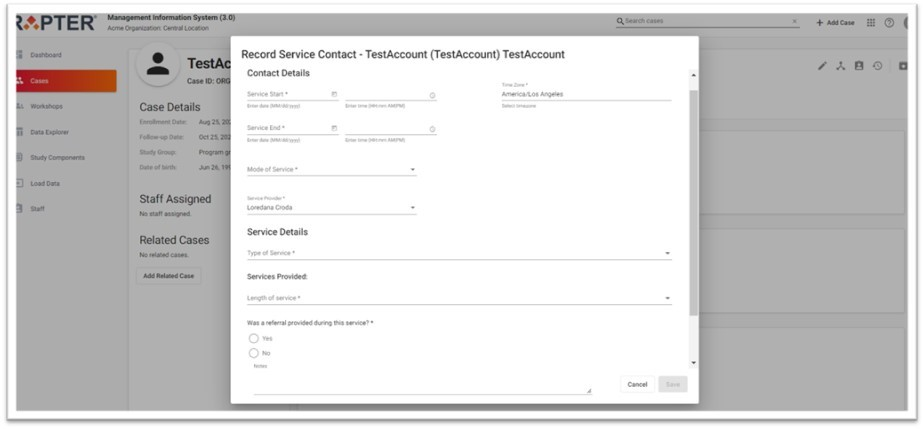 RAPTER®
Management Information System (3.0)
Acme Organization: Central Location
Search cases
×
+ Add Case
Dashboard
Cases
Workshops
Data Explorer
Study Components
Load Data
Staff
TestAc
Case ID: ORG
Case Details
Enrollment Date: Aug 25, 202
Follow-up Date: Oct 25, 202
Study Group: Program gr
Date of birth: Jun 26, 19
Staff Assigned
No staff assigned.
Related Cases
No related cases.
Add Related Case
Record Service Contact - TestAccount (TestAccount) TestAccount
Contact Details
Service Start *
Enter date (MM/dd/yyyy)
Enter time (HH:mm AM/PM)
Time Zone *
America/Los Angeles
Select timezone
Service End *
Enter date (MM/dd/yyyy)
Enter time (HH:mm AM/PM)
Mode of Service *
Service Provider *
Loredana Croda
Service Details
Type of Service *
Services Provided:
Length of service *
Was a referral provided during this service? *
Yes
No
Notes
Cancel
Save